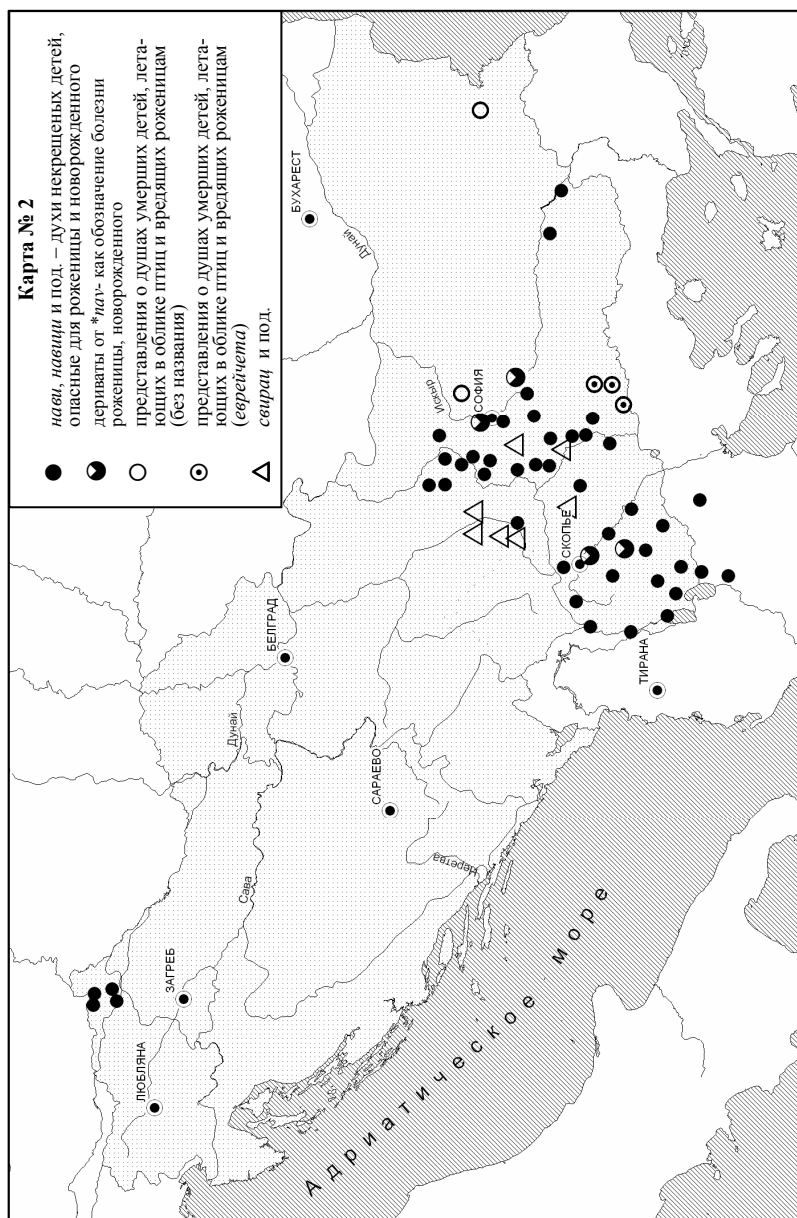 Карта № 2
нави, навици и под. – духи некрещеных детей,
опасные для роженицы и новорожденного
дериваты от *nav- как обозначение болезни
роженицы, новорожденного
представления о душах умерших детей, лета-
ющих в облике птиц и вредящих роженицам
(без названия)
представления о душах умерших детей, лета-
ющих в облике птиц и вредящих роженицам
(еврейчета)
свирац и под.
БУХАРЕСТ
Дунай
Искыр
СОФИЯ
СКОПЬЕ
БЕЛГРАД
ТИРАНА
Дунай
САРАЕВО
Неретва
Сава
ЗАГРЕБ
ЛЮБЛЯНА
Адриатическое море